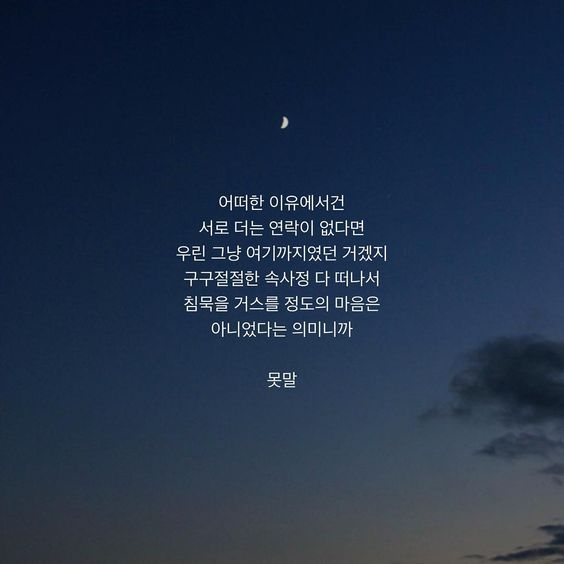 어떠한 이유에서건
서로 더는 연락이 없다면
우린 그냥 여기까지였던 거겠지
구구절절한 속사정 다 떠나서
침묵을 거스를 정도의 마음은
아니었다는 의미니까
못말